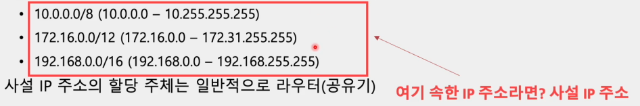 • 10.0.0.0/8 (10.0.0.0 – 10.255.255.255)
• 172.16.0.0/12 (172.16.0.0 – 172.31.255.255)
• 192.168.0.0/16 (192.168.0.0 – 192.168.255.255)
사설 IP 주소의 할당 주체는 일반적으로 라우터(공유기)
여기 속한 IP 주소라면? 사설 IP 주소